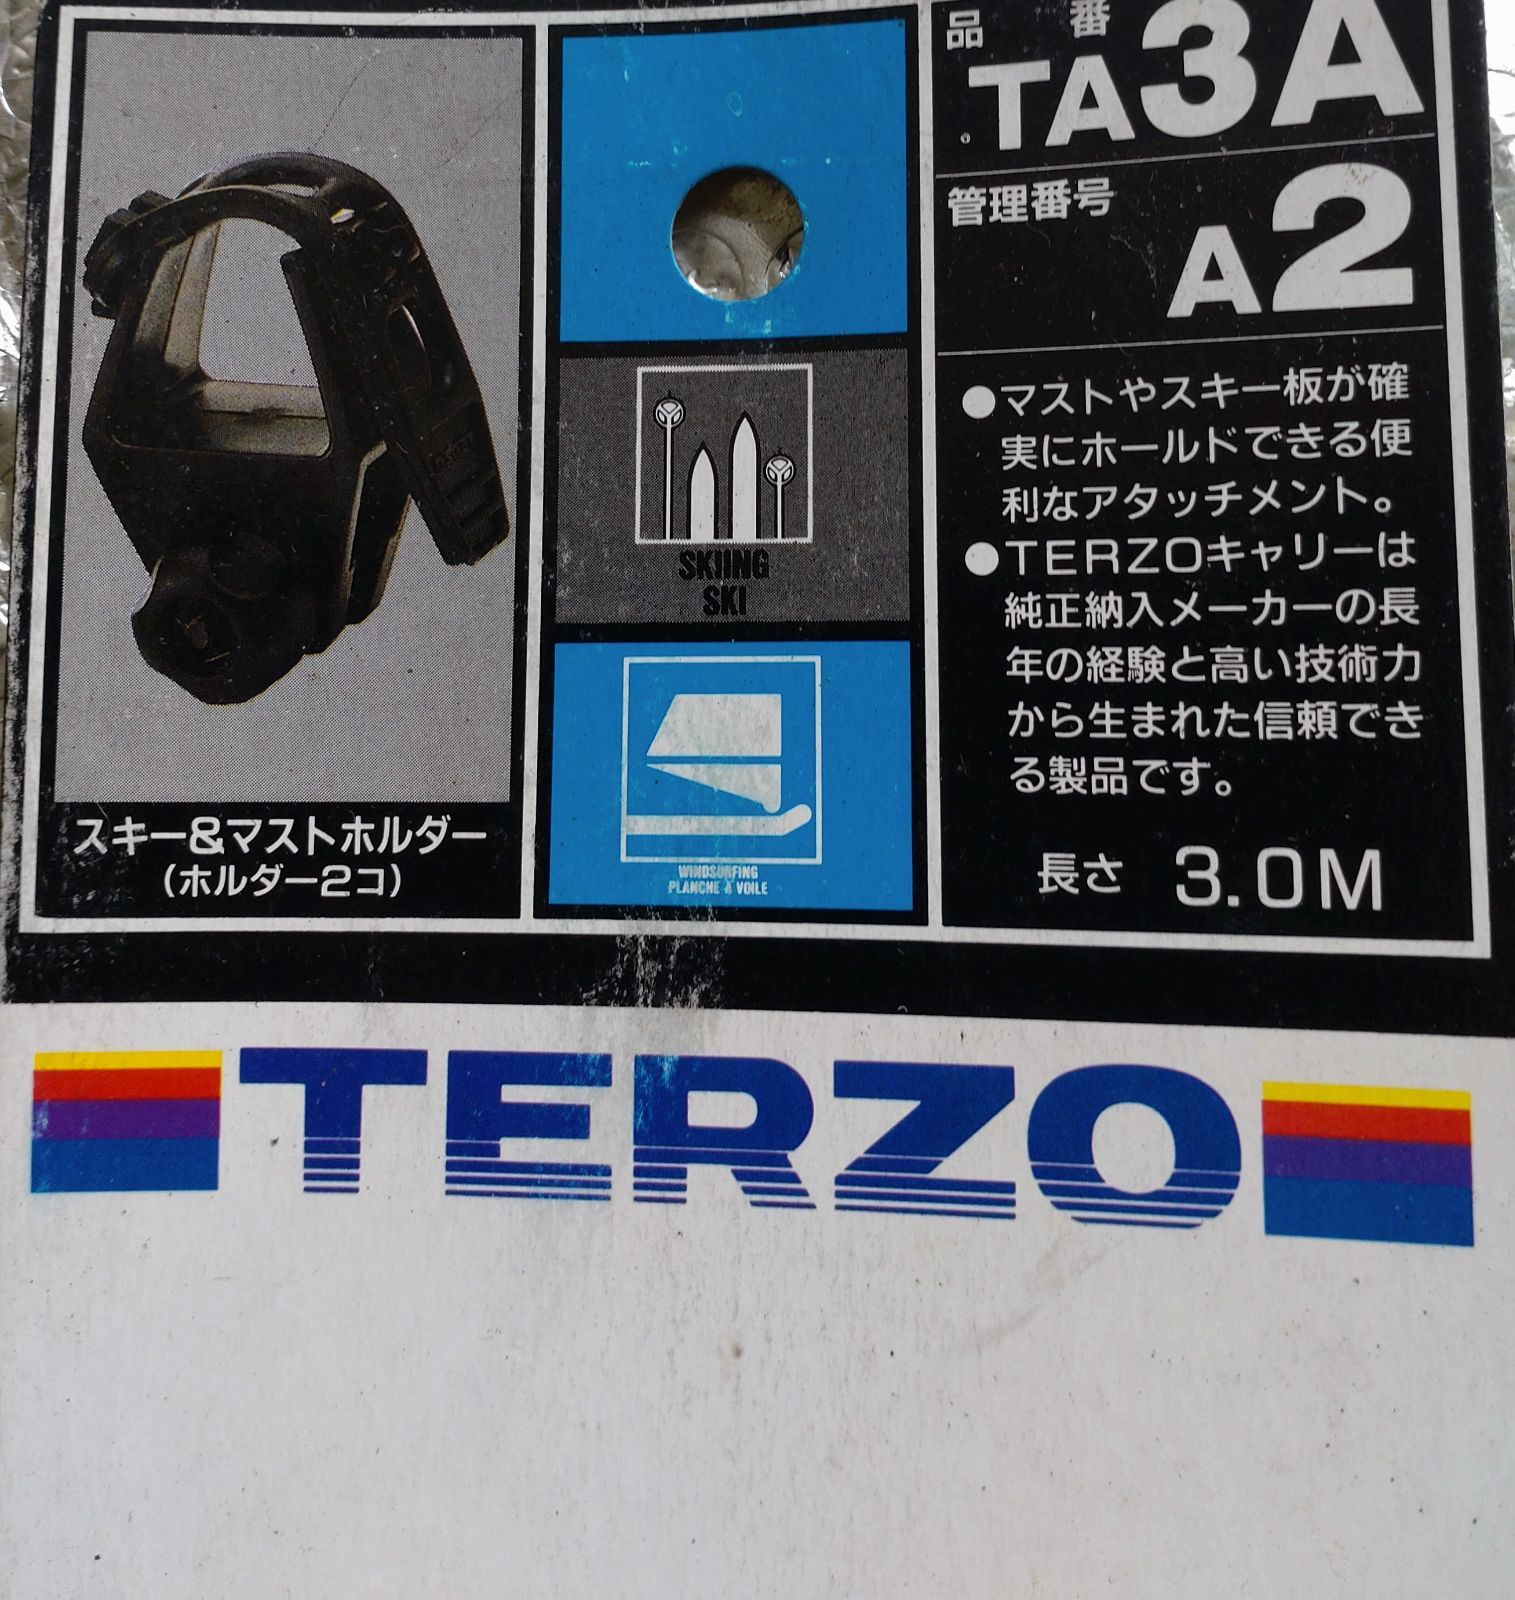 品番
TA3A
管理番号
A2
●マストやスキー板が確
実にホールドできる便
利なアタッチメント。
●TERZOキャリーは
純正納入メーカーの長
年の経験と高い技術力
から生まれた信頼でき
る製品です。
長さ 3.0M
SKIING
SKI
WINDSURFING
PLANCHE À VOILE
スキー&マストホルダー
(ホルダー2コ)
TERZO